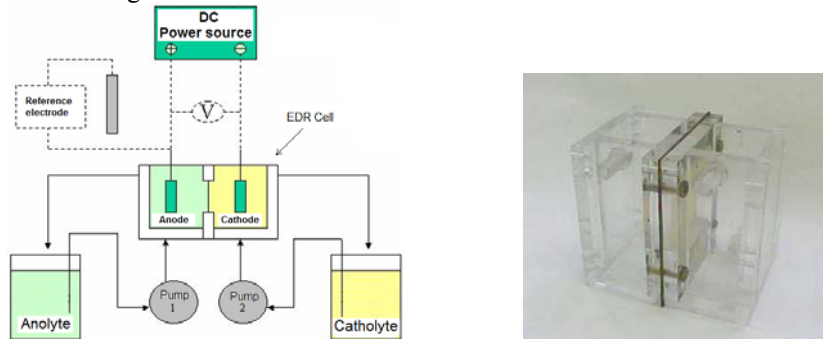 DC
Power source
⊕ ⊖
Reference
electrode
V
EDR Cell
Anode
Cathode
Pump
1
Pump
2
Anolyte
Catholyte